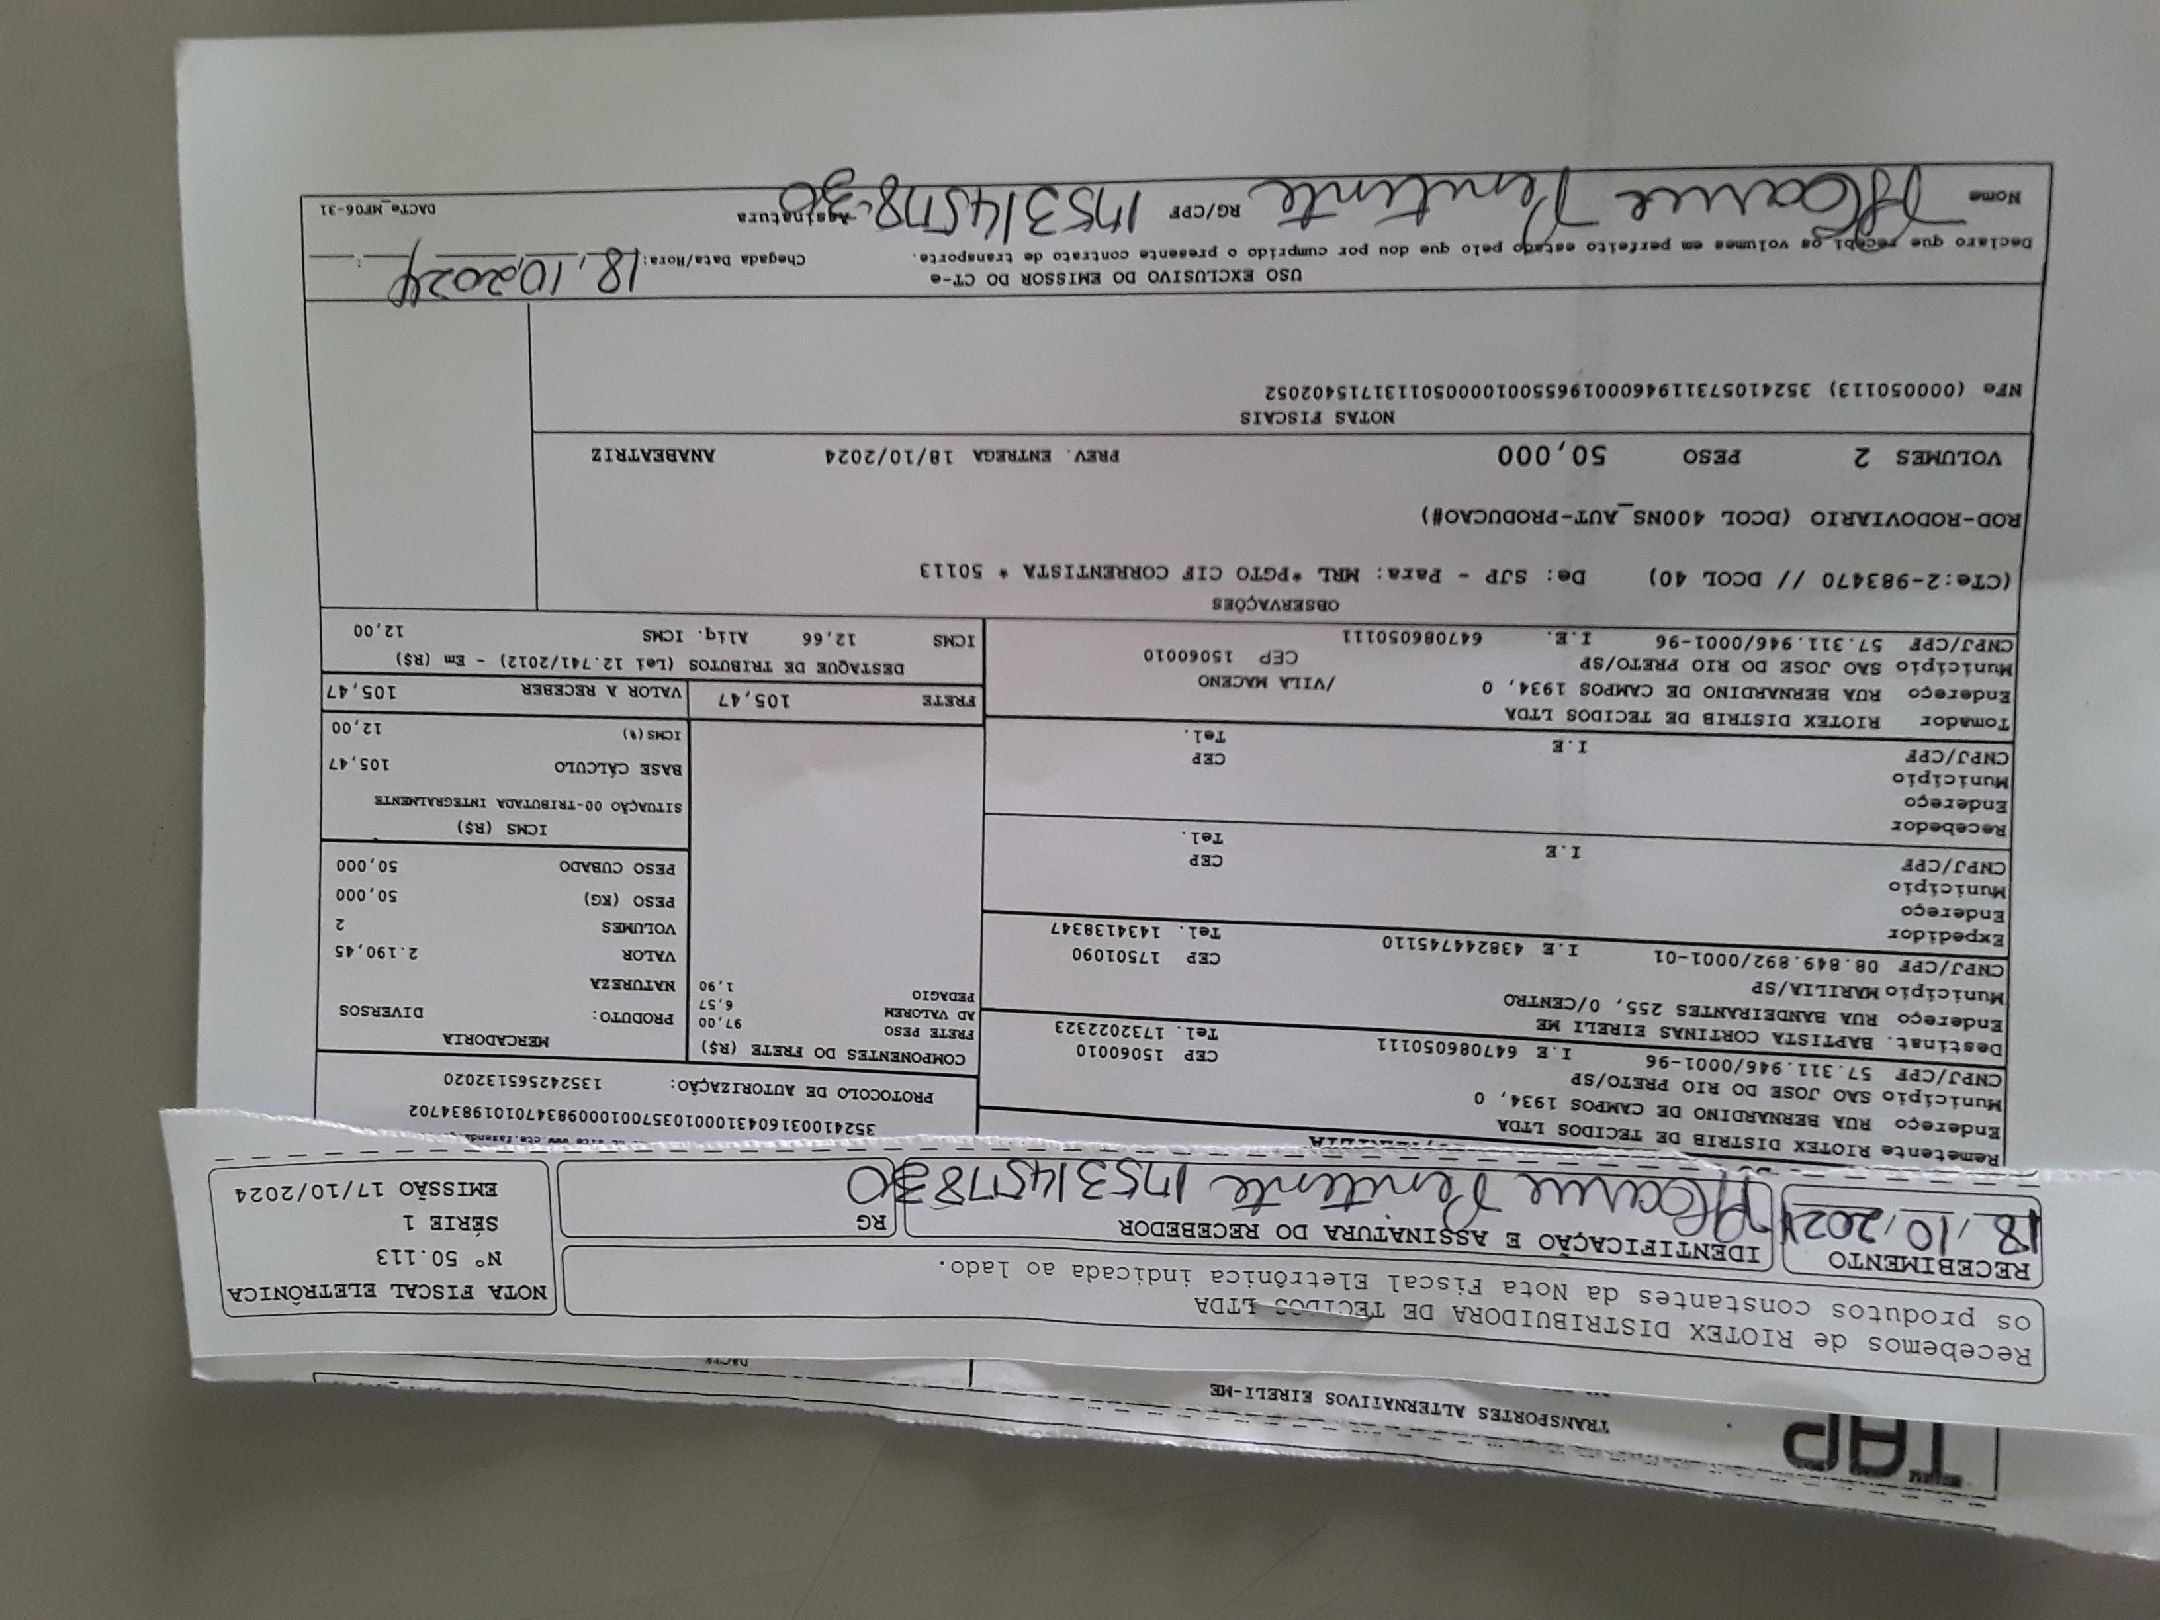 TAP
TRANSPORTES ALTERNATIVOS EIRELI-ME
DACTE
Recebemos de RIOTEX DISTRIBUIDORA DE TECIDOS LTDA
os produtos constantes da Nota Fiscal Eletrônica indicada ao lado.
RECEBIMENTO
18,10,2024
IDENTIFICAÇÃO E ASSINATURA DO RECEBEDOR
RG
Penitente 17531457830
NOTA FISCAL ELETRÔNICA
Nº 50.113
SÉRIE 1
EMISSÃO 17/10/2024
Remetente RIOTEX DISTRIB DE TECIDOS LTDA
Endereço RUA BERNARDINO DE CAMPOS 1934, 0
Município SAO JOSE DO RIO PRETO/SP CEP 15060010
CNPJ/CPF 57.311.946/0001-96 I.E 647086050111 Tel. 1732022323
Destinat. BAPTISTA CORTINAS EIRELI ME
Endereço RUA BANDEIRANTES 255, 0/CENTRO
Município MARILIA/SP CEP 17501090
CNPJ/CPF 08.849.892/0001-01 I.E 438244745110 Tel. 1434138347
Expedidor
Endereço
Município CEP
CNPJ/CPF I.E Tel.
Recebedor
Endereço
Município CEP
CNPJ/CPF I.E Tel.
Tomador RIOTEX DISTRIB DE TECIDOS LTDA
Endereço RUA BERNARDINO DE CAMPOS 1934, 0 /VILA MACENO
Município SAO JOSE DO RIO PRETO/SP CEP 15060010
CNPJ/CPF 57.311.946/0001-96 I.E. 647086050111
35241003160431000103570010009834701019834702
PROTOCOLO DE AUTORIZAÇÃO: 135242565132020
COMPONENTES DO FRETE (R$)
FRETE PESO 97,00
AD VALOREM 6,57
PEDAGIO 1,90
MERCADORIA
PRODUTO: DIVERSOS
NATUREZA
VALOR 2.190,45
VOLUMES 2
PESO (KG) 50,000
PESO CUBADO 50,000
ICMS (R$)
SITUAÇÃO 00-TRIBUTADA INTEGRALMENTE
BASE CÁLCULO 105,47
ICMS(%) 12,00
FRETE 105,47
VALOR A RECEBER 105,47
DESTAQUE DE TRIBUTOS (Lei 12.741/2012) - Em (R$)
ICMS 12,66 Aliq. ICMS 12,00
OBSERVAÇÕES
(CTe:2-983470 // DCOL 40) De: SJP - Para: MRL *PGTO CIF CORRENTISTA * 50113
ROD-RODOVIARIO (DCOL 400NS_AUT-PRODUCAO#)
VOLUMES 2 PESO 50,000 PREV. ENTREGA 18/10/2024 ANABEATRIZ
NOTAS FISCAIS
NFe (000050113) 35241057311946000196550010000501131715402052
USO EXCLUSIVO DO EMISSOR DO CT-e
Declaro que recebi os volumes em perfeito estado pelo que dou por cumprido o presente contrato de transporte.
Chegada Data/Hora: 18,10,2024
Nome Penitente RG/CPF 175314578-30 Assinatura
DACTe_MF06-31